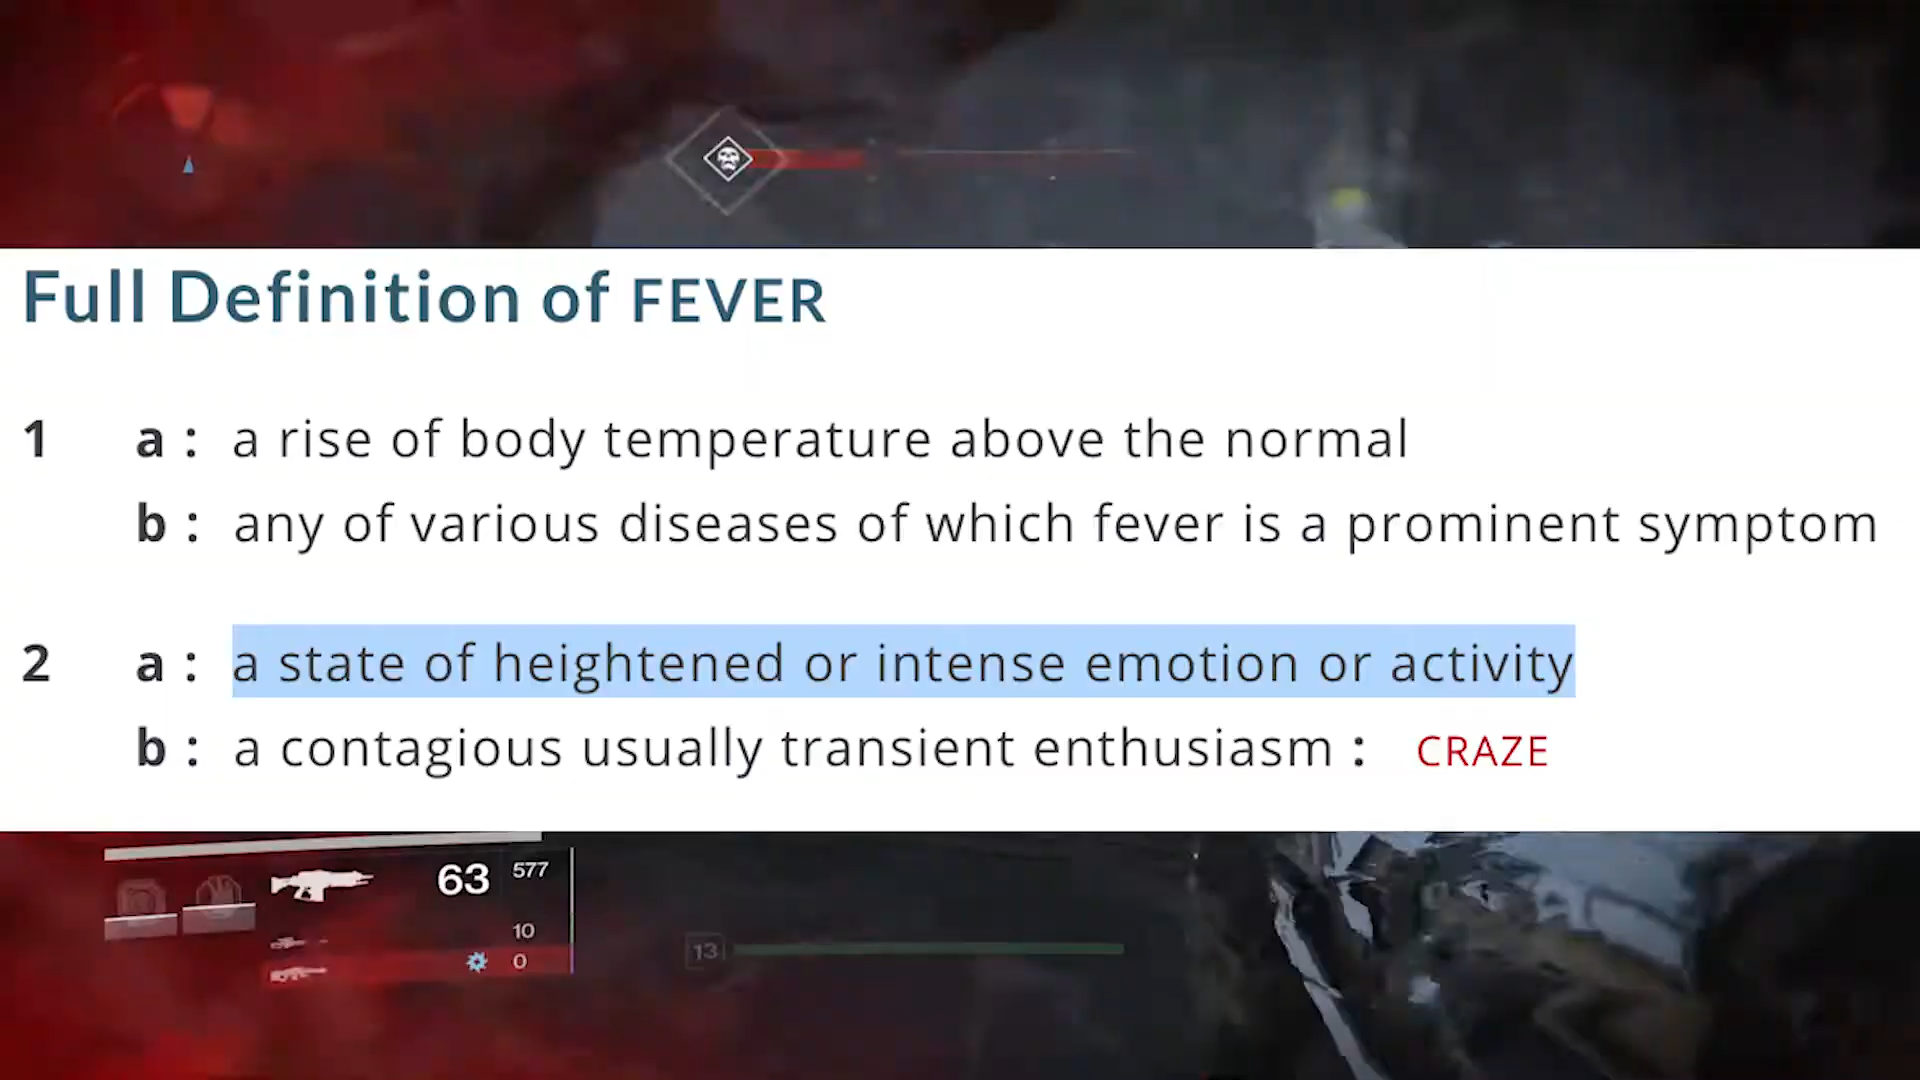 Full Definition of FEVER
1 a : a rise of body temperature above the normal
b : any of various diseases of which fever is a prominent symptom
2 a : a state of heightened or intense emotion or activity
b : a contagious usually transient enthusiasm : CRAZE
63 577
10
0
13